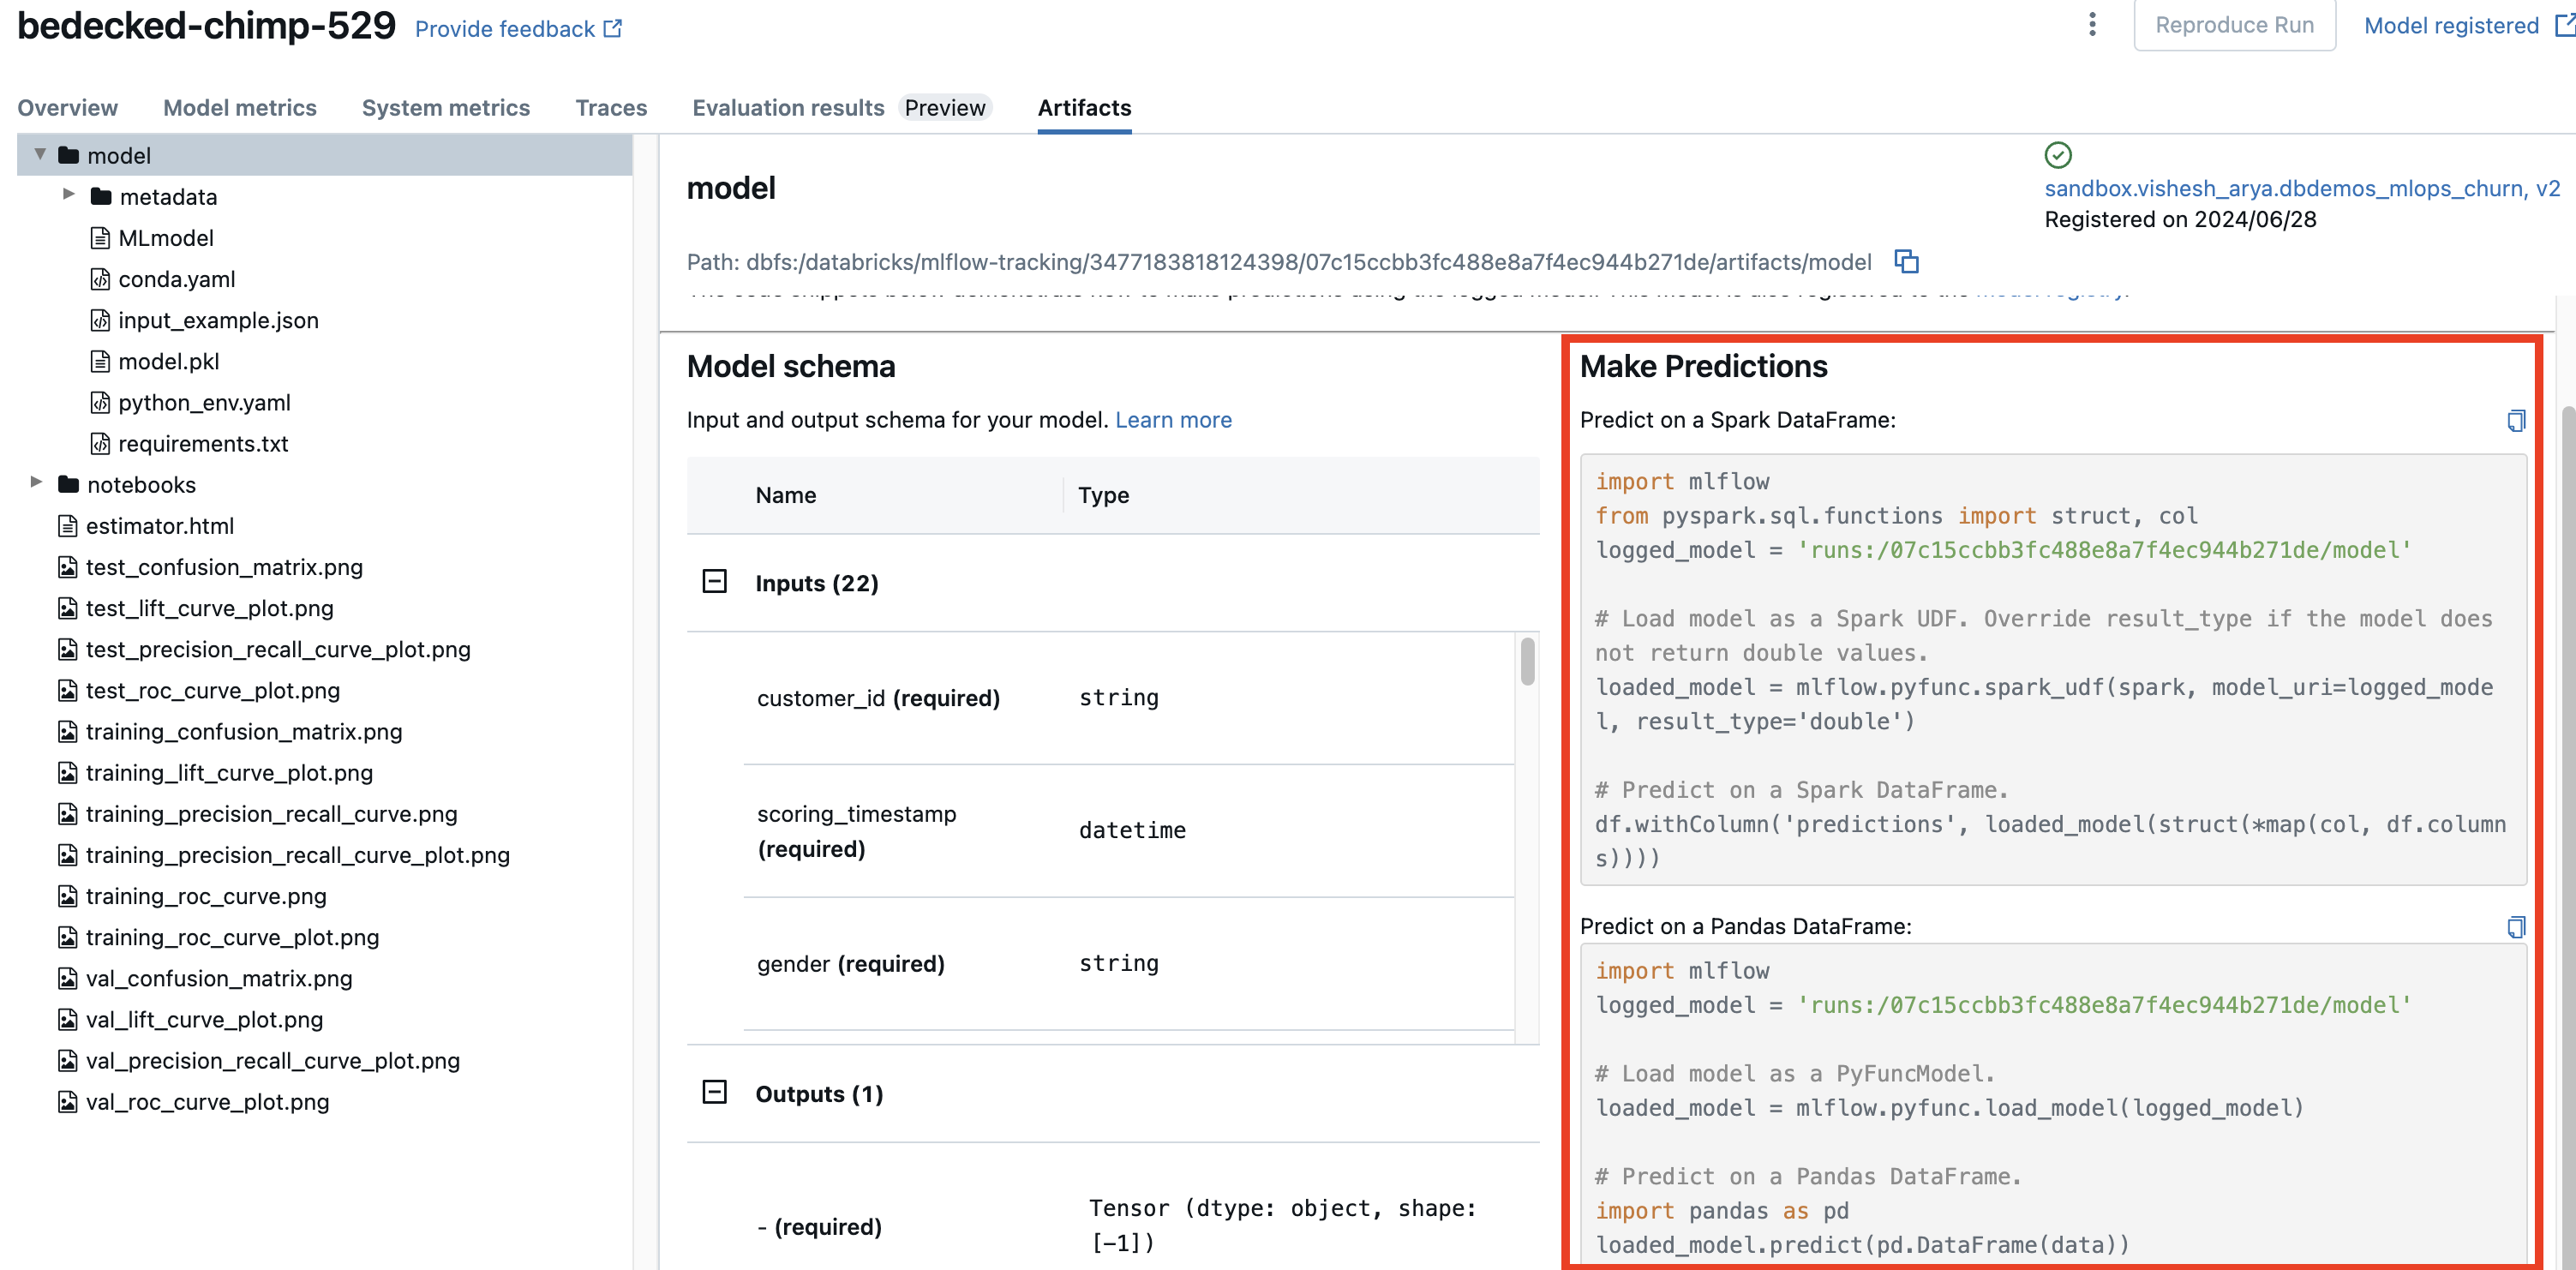 bedecked-chimp-529 Provide feedback
Reproduce Run Model registered
Overview Model metrics System metrics Traces Evaluation results Preview Artifacts
model
metadata
MLmodel
conda.yaml
input_example.json
model.pkl
python_env.yaml
requirements.txt
notebooks
estimator.html
test_confusion_matrix.png
test_lift_curve_plot.png
test_precision_recall_curve_plot.png
test_roc_curve_plot.png
training_confusion_matrix.png
training_lift_curve_plot.png
training_precision_recall_curve.png
training_precision_recall_curve_plot.png
training_roc_curve.png
training_roc_curve_plot.png
val_confusion_matrix.png
val_lift_curve_plot.png
val_precision_recall_curve_plot.png
val_roc_curve_plot.png
model
sandbox.vishesh_arya.dbdemos_mlops_churn, v2
Registered on 2024/06/28
Path: dbfs:/databricks/mlflow-tracking/3477183818124398/07c15ccbb3fc488e8a7f4ec944b271de/artifacts/model
Model schema
Input and output schema for your model. Learn more
Name Type
Inputs (22)
customer_id (required) string
scoring_timestamp
(required)
datetime
gender (required) string
Outputs (1)
- (required)
Tensor (dtype: object, shape:
[-1])
Make Predictions
Predict on a Spark DataFrame:
import mlflow
from pyspark.sql.functions import struct, col
logged_model = 'runs:/07c15ccbb3fc488e8a7f4ec944b271de/model'
# Load model as a Spark UDF. Override result_type if the model does
not return double values.
loaded_model = mlflow.pyfunc.spark_udf(spark, model_uri=logged_mode
l, result_type='double')
# Predict on a Spark DataFrame.
df.withColumn('predictions', loaded_model(struct(*map(col, df.column
s))))
Predict on a Pandas DataFrame:
import mlflow
logged_model = 'runs:/07c15ccbb3fc488e8a7f4ec944b271de/model'
# Load model as a PyFuncModel.
loaded_model = mlflow.pyfunc.load_model(logged_model)
# Predict on a Pandas DataFrame.
import pandas as pd
loaded_model.predict(pd.DataFrame(data))